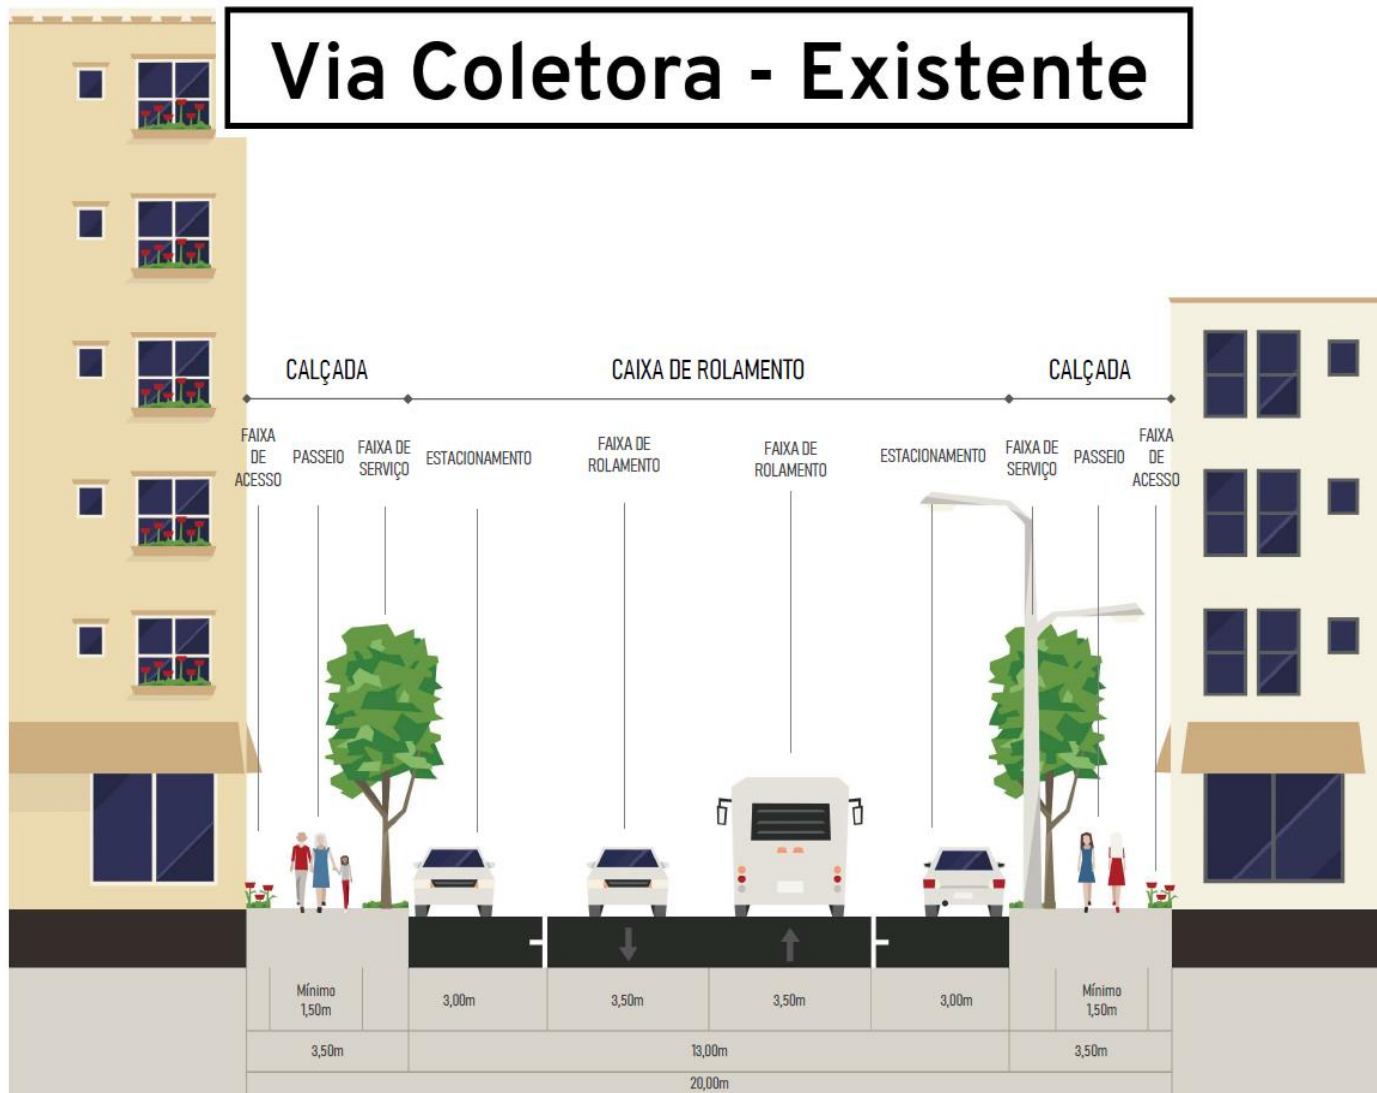 Via Coletora - Existente
CALÇADA
CAIXA DE ROLAMENTO
CALÇADA
FAIXA
DE
ACESSO
PASSEIO
FAIXA DE
SERVIÇO
ESTACIONAMENTO
FAIXA DE
ROLAMENTO
FAIXA DE
ROLAMENTO
ESTACIONAMENTO
FAIXA DE
SERVIÇO
PASSEIO
FAIXA
DE
ACESSO
Mínimo
1,50m
3,00m
3,50m
3,50m
3,00m
Mínimo
1,50m
3,50m
13,00m
3,50m
20,00m